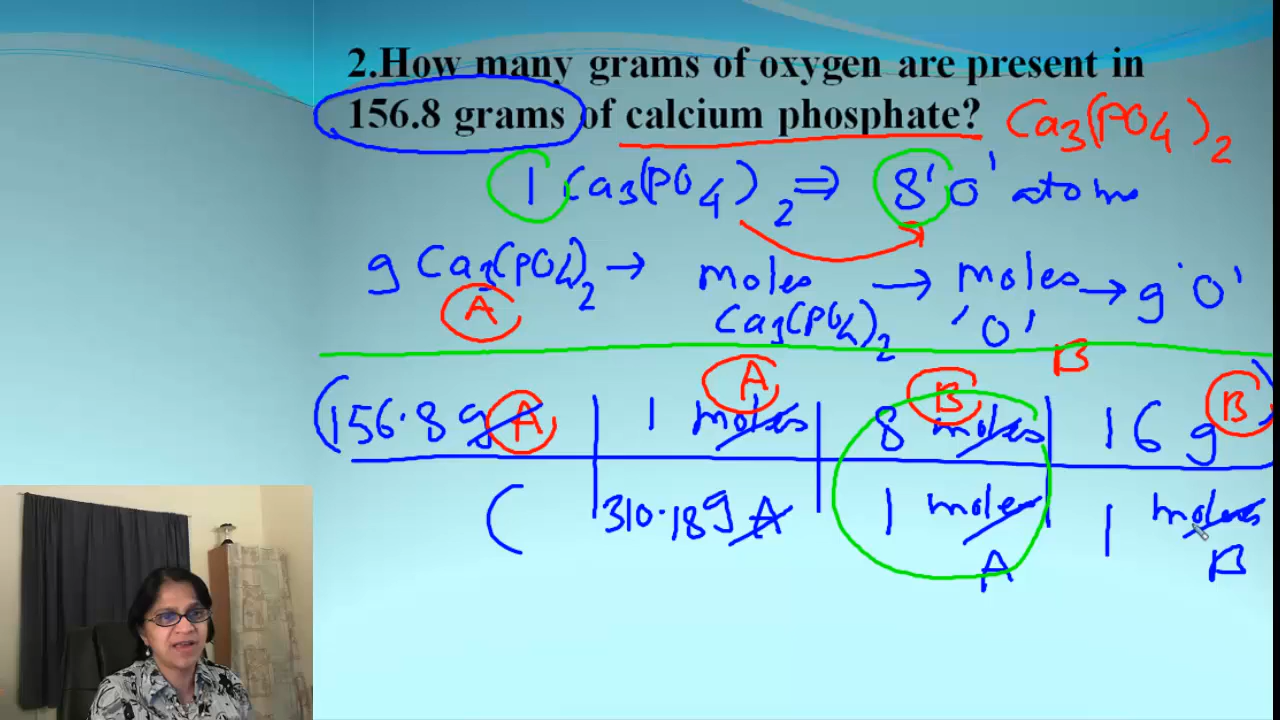 2.How many grams of oxygen are present in
156.8 grams of calcium phosphate? Ca3(PO4)2
1 Ca3(PO4)2 ⇒ 8 'O' atoms
g Ca3(PO4)2 → moles → moles → g 'O'
A Ca3(PO4)2 'O'
B
(156.8 g A | 1 moles A | 8 moles B | 16 g B)
( 310.18 g A | 1 moles A | 1 moles B